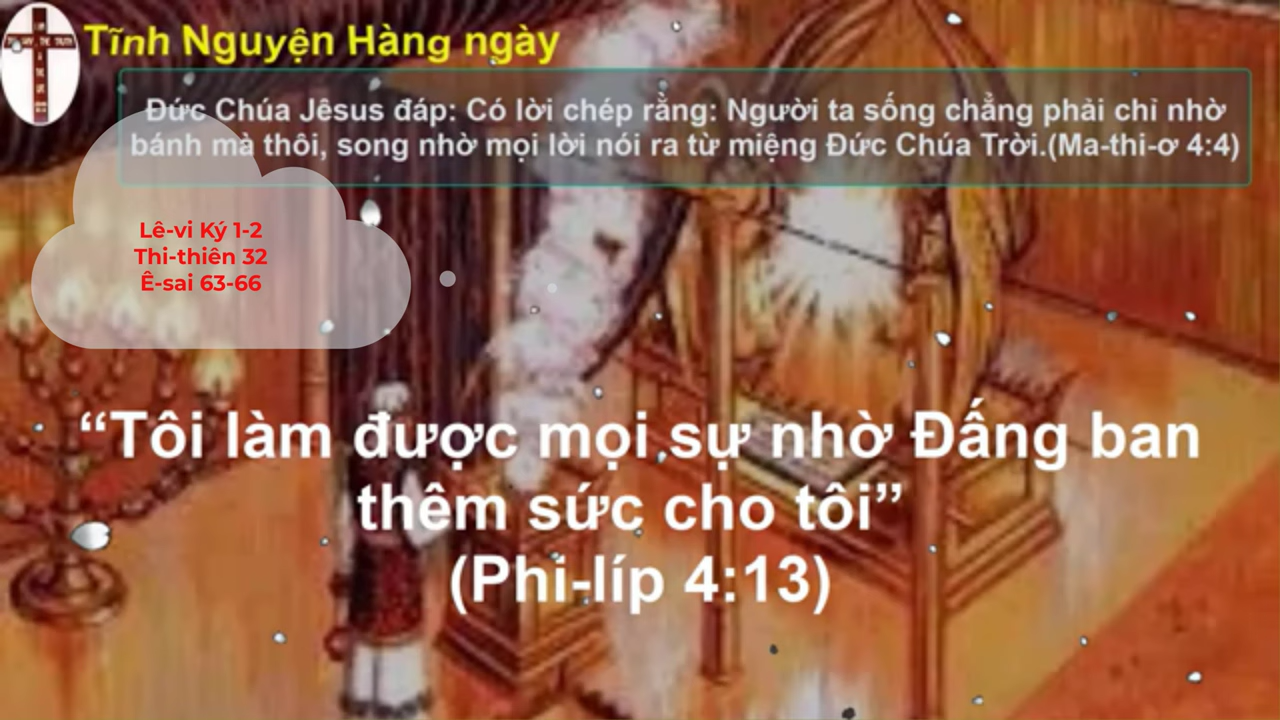 Tĩnh Nguyện Hàng ngày
Đức Chúa Jêsus đáp: Có lời chép rằng: Người ta sống chẳng phải chỉ nhờ
bánh mà thôi, song nhờ mọi lời nói ra từ miệng Đức Chúa Trời.(Ma-thi-ơ 4:4)
Lê-vi Ký 1-2
Thi-thiên 32
Ê-sai 63-66
“Tôi làm được mọi sự nhờ Đấng ban
thêm sức cho tôi”
(Phi-líp 4:13)